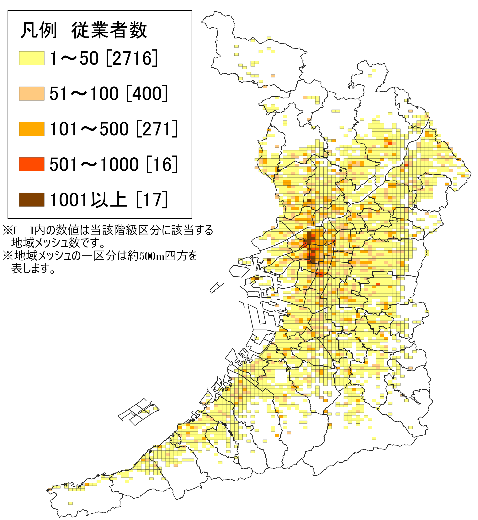 凡例 従業者数
1～50 [2716]
51～100 [400]
101～500 [271]
501～1000 [16]
1001以上 [17]
※[ ]内の数値は当該階級区分に該当する
地域メッシュ数です。
※地域メッシュの一区分は約500m四方を
表します。